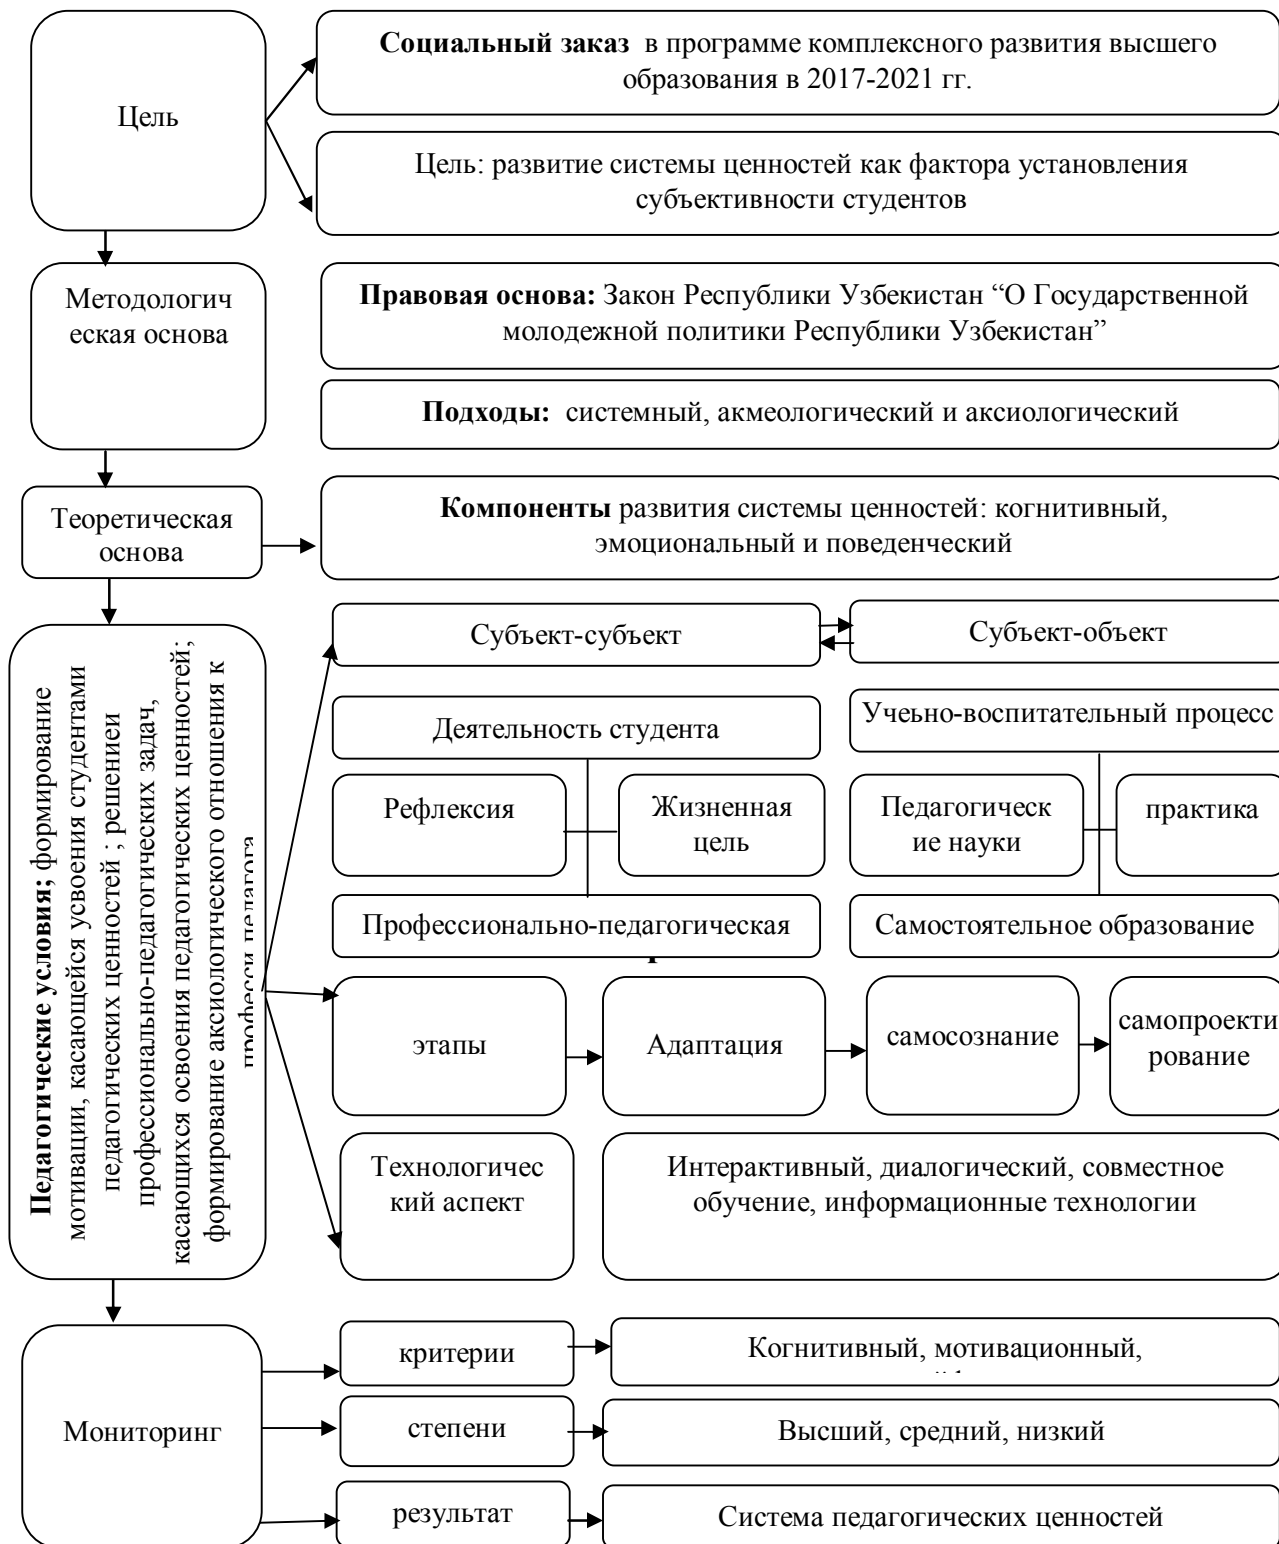 Цель
Социальный заказ в программе комплексного развития высшего
образования в 2017-2021 гг.
Цель: развитие системы ценностей как фактора установления
субъективности студентов
Методологич
еская основа
Правовая основа: Закон Республики Узбекистан “О Государственной
молодежной политики Республики Узбекистан”
Подходы: системный, акмеологический и аксиологический
Теоретическая
основа
Компоненты развития системы ценностей: когнитивный,
эмоциональный и поведенческий
Педагогические условия; формирование
мотивации, касающейся усвоения студентами
педагогических ценностей ; решениеи
профессионально-педагогических задач,
касающихся освоения педагогических ценностей;
формирование аксиологического отношения к
професси педагога
Субъект-субъект
Субъект-объект
Деятельность студента
Учеьно-воспитательный процесс
Рефлексия
Жизненная
цель
Педагогическ
ие науки
практика
Профессионально-педагогическая
Самостоятельное образование
этапы
Адаптация
самосознание
самопроекти
рование
Технологичес
кий аспект
Интерактивный, диалогический, совместное
обучение, информационные технологии
Мониторинг
критерии
Когнитивный, мотивационный,
степени
Высший, средний, низкий
результат
Система педагогических ценностей